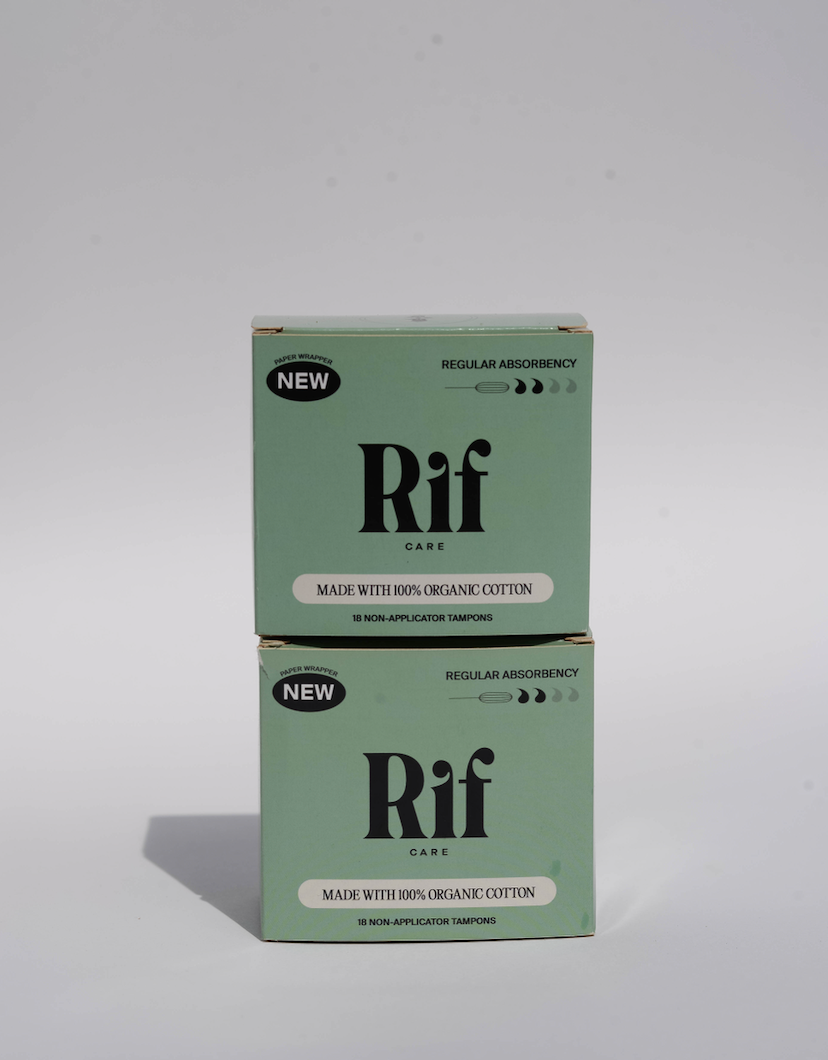 PAPER WRAPPER
NEW
REGULAR ABSORBENCY
Rif
CARE
MADE WITH 100% ORGANIC COTTON
18 NON-APPLICATOR TAMPONS
PAPER WRAPPER
NEW
REGULAR ABSORBENCY
Rif
CARE
MADE WITH 100% ORGANIC COTTON
18 NON-APPLICATOR TAMPONS